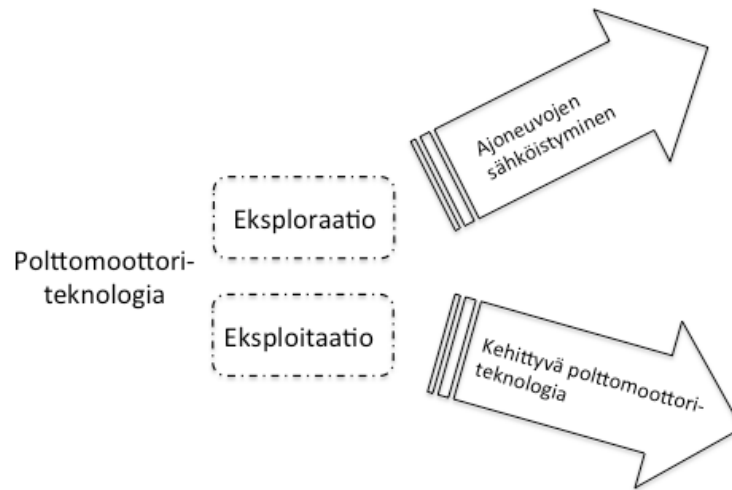 Polttomoottori-
teknologia
Eksploraatio
Eksploitaatio
Ajoneuvojen
sähköistyminen
Kehittyvä polttomoottori-
teknologia